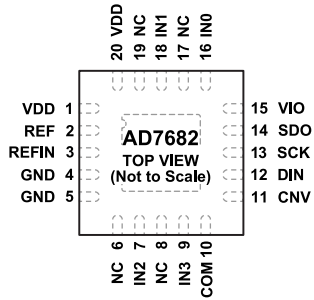 20 VDD
19 NC
18 IN1
17 NC
16 IN0
VDD 1
REF 2
REFIN 3
GND 4
GND 5
AD7682
TOP VIEW
(Not to Scale)
15 VIO
14 SDO
13 SCK
12 DIN
11 CNV
NC 6
IN2 7
NC 8
IN3 9
COM 10